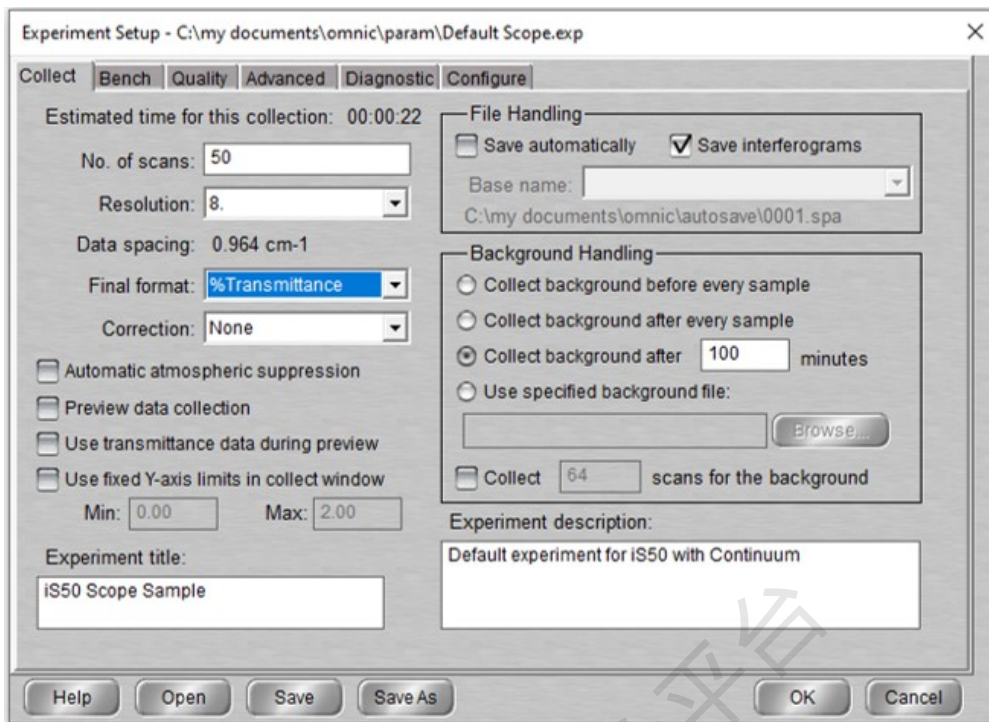 Experiment Setup - C:\my documents\omnic\param\Default Scope.exp
Collect Bench Quality Advanced Diagnostic Configure
Estimated time for this collection: 00:00:22
No. of scans: 50
Resolution: 8.
Data spacing: 0.964 cm-1
Final format: %Transmittance
Correction: None
Automatic atmospheric suppression
Preview data collection
Use transmittance data during preview
Use fixed Y-axis limits in collect window
Min: 0.00 Max: 2.00
Experiment title:
iS50 Scope Sample
File Handling
Save automatically Save interferograms
Base name:
C:\my documents\omnic\autosave\0001.spa
Background Handling
Collect background before every sample
Collect background after every sample
Collect background after 100 minutes
Use specified background file:
Browse...
Collect 64 scans for the background
Experiment description:
Default experiment for iS50 with Continuum
Help Open Save Save As OK Cancel
平台